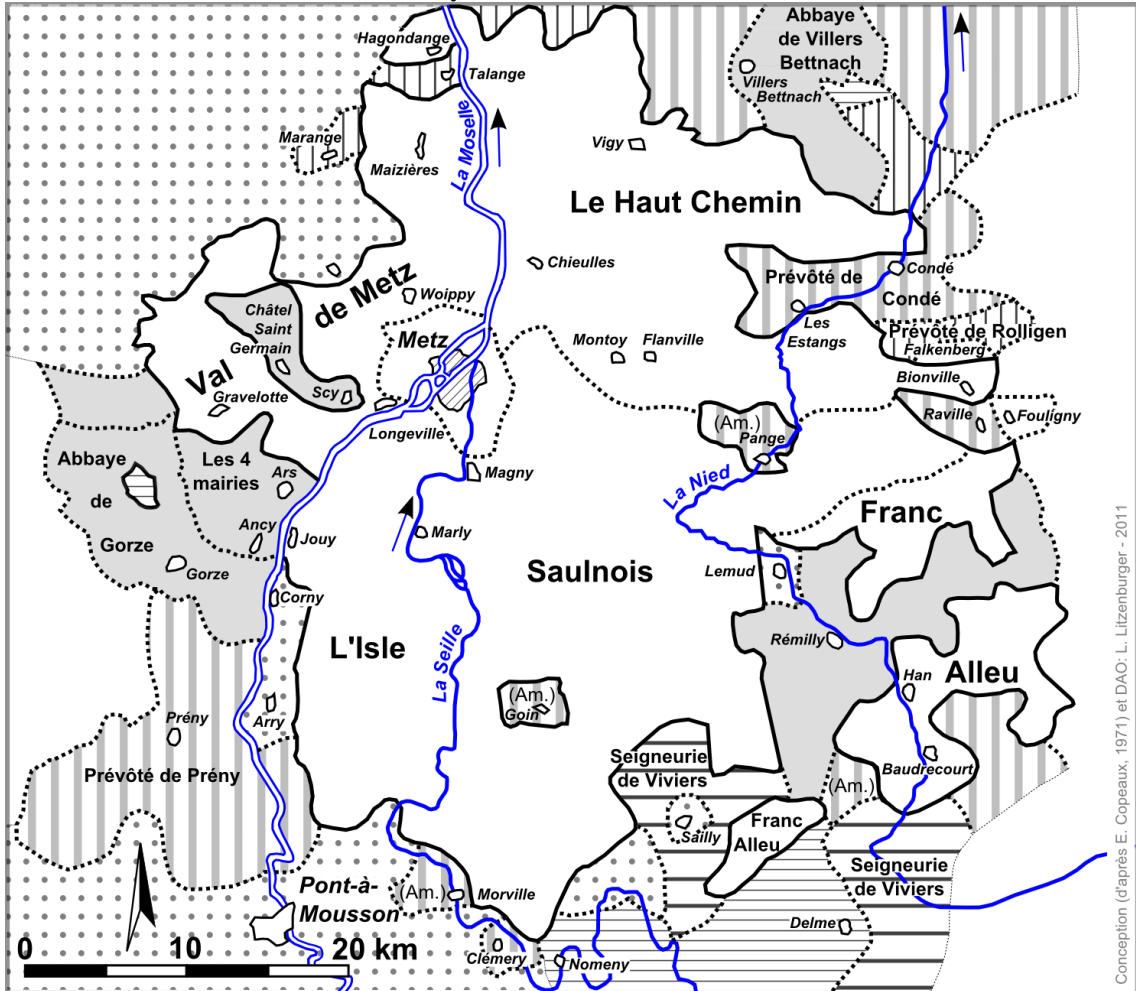 Hagondange
Talange
Abbaye
de Villers
Bettnach
Villers
Bettnach
Marange
Maizières
La Moselle
Vigy
Le Haut Chemin
Chieulles
Prévôté de
Condé
Condé
Woippy
de Metz
Châtel
Saint
Germain
Metz
Les
Estangs
Prévôté de Rolligen
Falkenberg
Montoy
Flanville
Bionville
Val
Gravelotte
Scy
Longeville
(Am.)
Pange
Raville
Fouligny
Abbaye
de
Gorze
Les 4
mairies
Ars
Magny
La Nied
Franc
Ancy
Jouy
Marly
Gorze
Saulnois
Lemud
Corny
L'Isle
La Seille
Rémilly
Han
Alleu
(Am.)
Goin
Arry
Prény
Prévôté de Prény
Seigneurie
de Viviers
Baudrecourt
(Am.)
Sailly
Franc
Alleu
Seigneurie
de Viviers
Pont-à-
Mousson
(Am.)
Morville
Delme
Clémery
Nomeny
0 10 20 km
Conception (d'après E. Copeaux, 1971) et DAO: L. Litzenburger - 2011